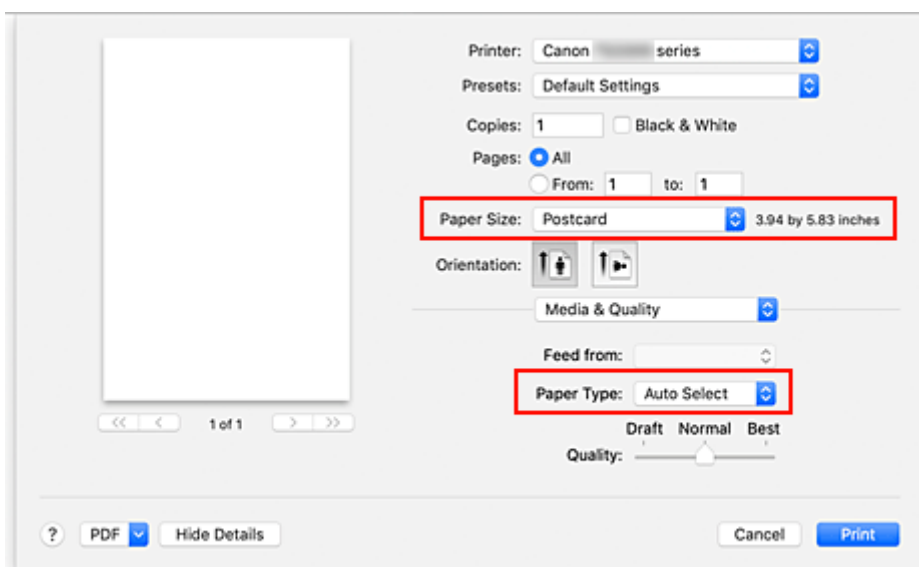 Printer: Canon series
Presets: Default Settings
Copies: 1 Black & White
Pages: All
From: 1 to: 1
Paper Size: Postcard 3.94 by 5.83 inches
Orientation:
Media & Quality
Feed from:
Paper Type: Auto Select
Draft Normal Best
Quality:
<< < 1 of 1 > >>
? PDF Hide Details Cancel Print